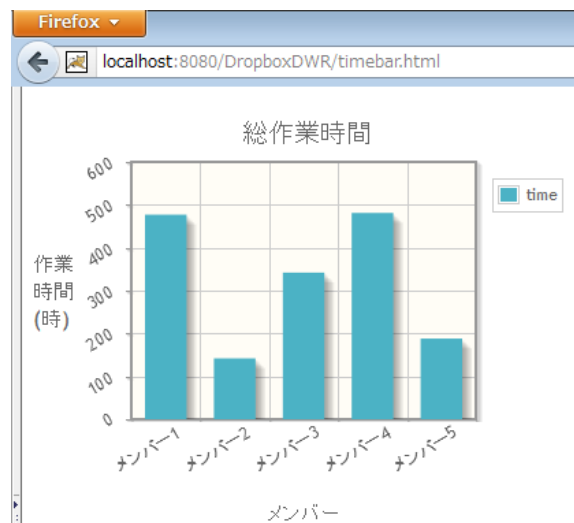 Firefox
localhost:8080/DropboxDWR/timebar.html
総作業時間
600
500
400
300
200
100
0
作業
時間
(時)
time
メンバー1
メンバー2
メンバー3
メンバー4
メンバー5
メンバー